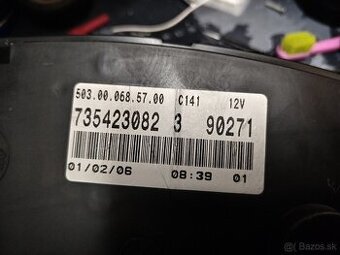 503.00.068.57.00 C141 12V
735423082 3 90271
01/02/06 08:39 01
Bazos.sk